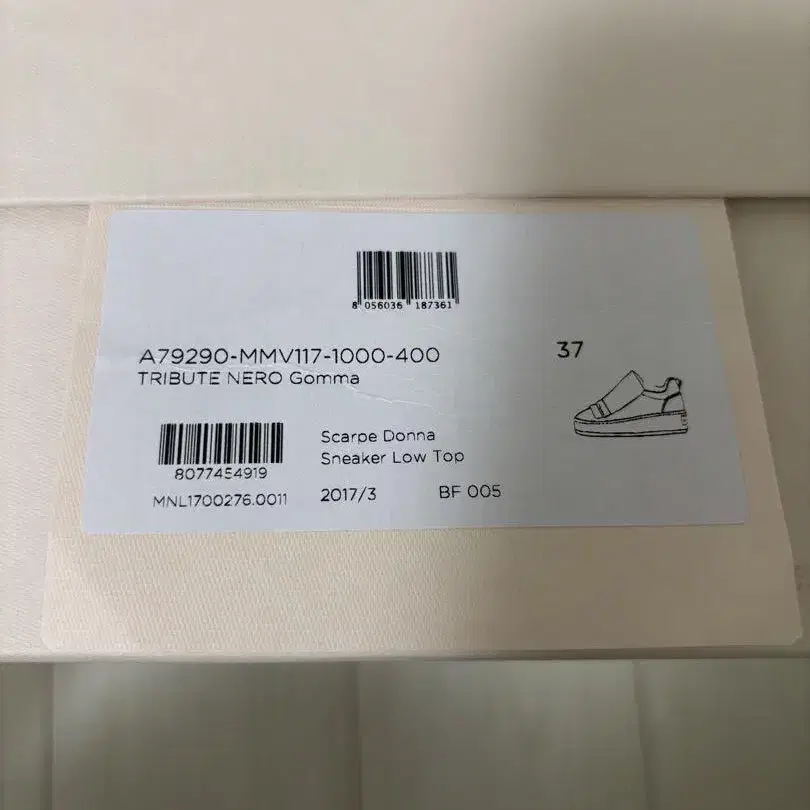 8 056036 187361
A79290-MMV117-1000-400
37
TRIBUTE NERO Gomma
8077454919
Scarpe Donna
Sneaker Low Top
MNL1700276.0011
2017/3
BF 005